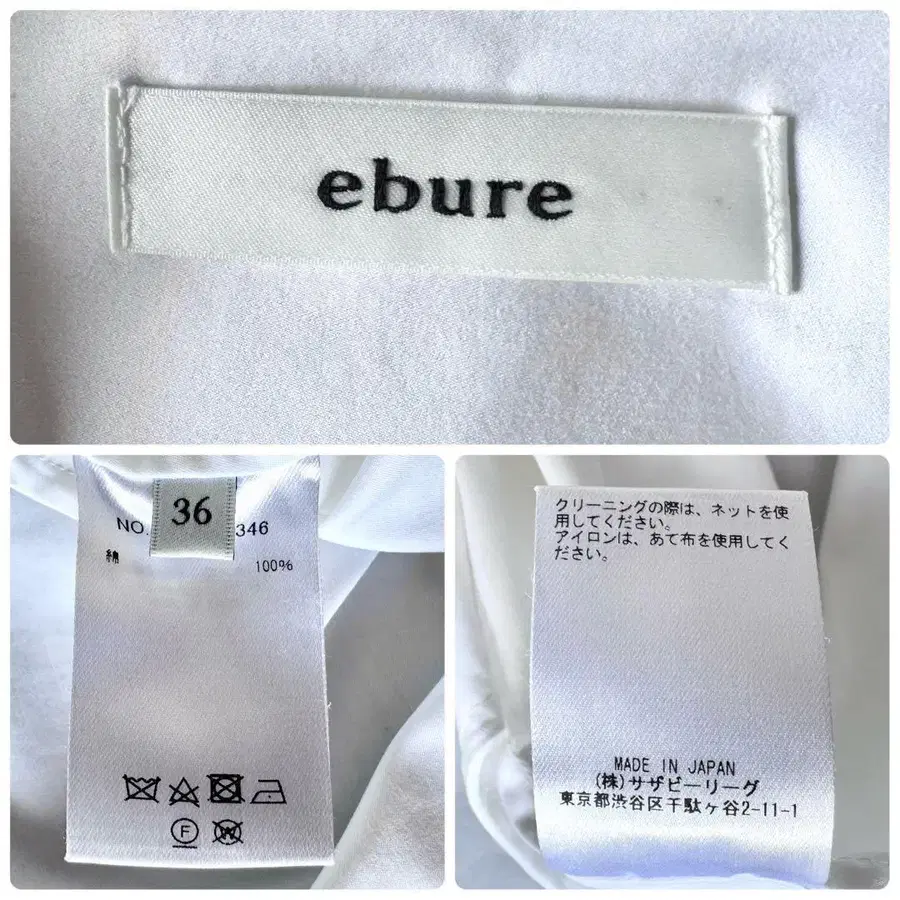 ebure
36
NO. 346
綿 100%
F
W
クリーニングの際は、ネットを使
用してください。
アイロンは、あて布を使用してく
ださい。
MADE IN JAPAN
(株)サザビーリーグ
東京都渋谷区千駄ヶ谷2-11-1